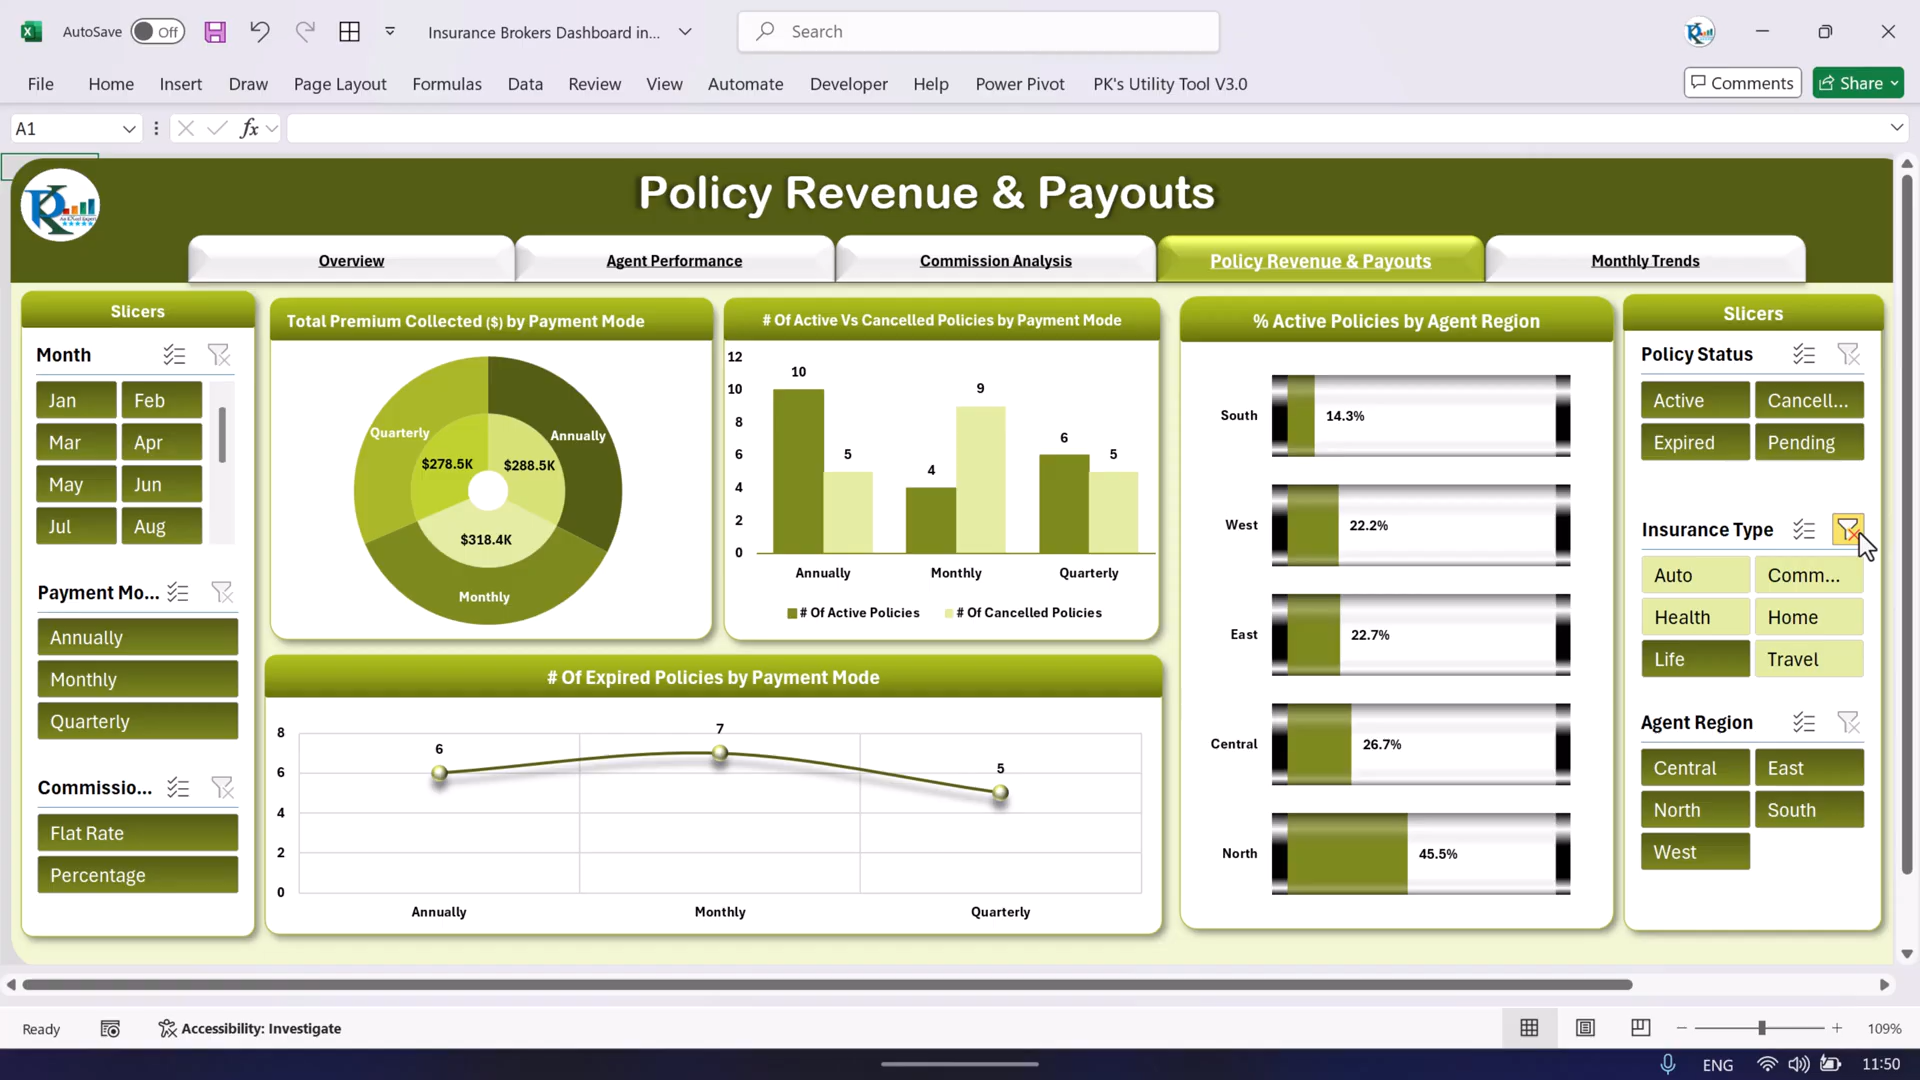 AutoSave Off
Insurance Brokers Dashboard in...
Search
File Home Insert Draw Page Layout Formulas Data Review View Automate Developer Help Power Pivot PK's Utility Tool V3.0
Comments Share
A1
fx
Policy Revenue & Payouts
Overview Agent Performance Commission Analysis Policy Revenue & Payouts Monthly Trends
Slicers
Month
Jan Feb
Mar Apr
May Jun
Jul Aug
Payment Mo...
Annually
Monthly
Quarterly
Commissio...
Flat Rate
Percentage
Total Premium Collected ($) by Payment Mode
Quarterly
Annually
$278.5K
$288.5K
$318.4K
Monthly
# Of Active Vs Cancelled Policies by Payment Mode
12
10
8
6
4
2
0
10
5
4
9
6
5
Annually Monthly Quarterly
# Of Active Policies # Of Cancelled Policies
# Of Expired Policies by Payment Mode
8
6
4
2
0
6
7
5
Annually Monthly Quarterly
% Active Policies by Agent Region
South 14.3%
West 22.2%
East 22.7%
Central 26.7%
North 45.5%
Slicers
Policy Status
Active Cancell...
Expired Pending
Insurance Type
Auto Comm...
Health Home
Life Travel
Agent Region
Central East
North South
West
Ready
Accessibility: Investigate
109%
ENG
11:50